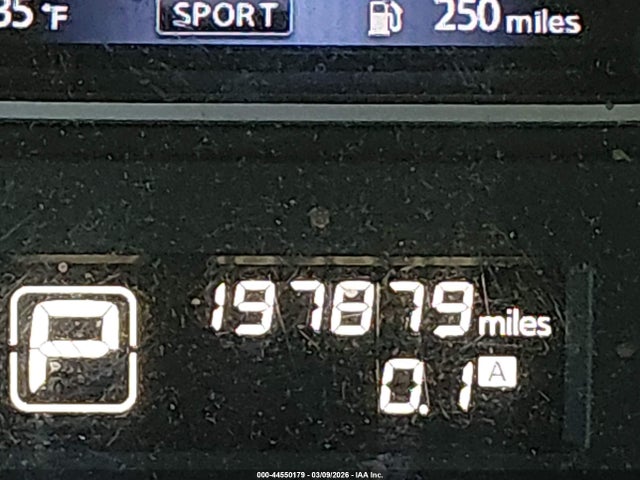 35°F SPORT 250 miles
197879 miles
P
0.1 A
000-44550179 - 03/09/2026 - IAA Inc.